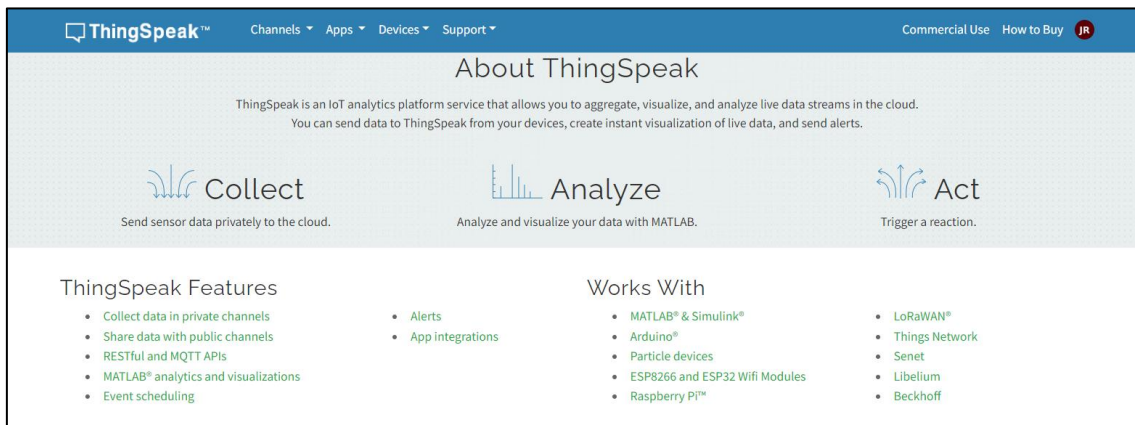 ThingSpeak™ Channels Apps Devices Support Commercial Use How to Buy JR
About ThingSpeak
ThingSpeak is an IoT analytics platform service that allows you to aggregate, visualize, and analyze live data streams in the cloud.
You can send data to ThingSpeak from your devices, create instant visualization of live data, and send alerts.
Collect
Send sensor data privately to the cloud.
Analyze
Analyze and visualize your data with MATLAB.
Act
Trigger a reaction.
ThingSpeak Features
Collect data in private channels
Share data with public channels
RESTful and MQTT APIs
MATLAB® analytics and visualizations
Event scheduling
Alerts
App integrations
Works With
MATLAB® & Simulink®
Arduino®
Particle devices
ESP8266 and ESP32 Wifi Modules
Raspberry Pi™
LoRaWAN®
Things Network
Senet
Libelium
Beckhoff